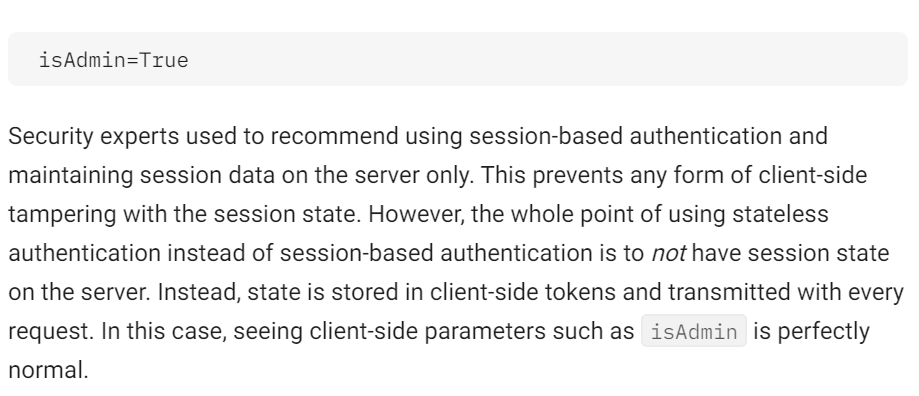 isAdmin=True
Security experts used to recommend using session-based authentication and
maintaining session data on the server only. This prevents any form of client-side
tampering with the session state. However, the whole point of using stateless
authentication instead of session-based authentication is to not have session state
on the server. Instead, state is stored in client-side tokens and transmitted with every
request. In this case, seeing client-side parameters such as isAdmin is perfectly
normal.